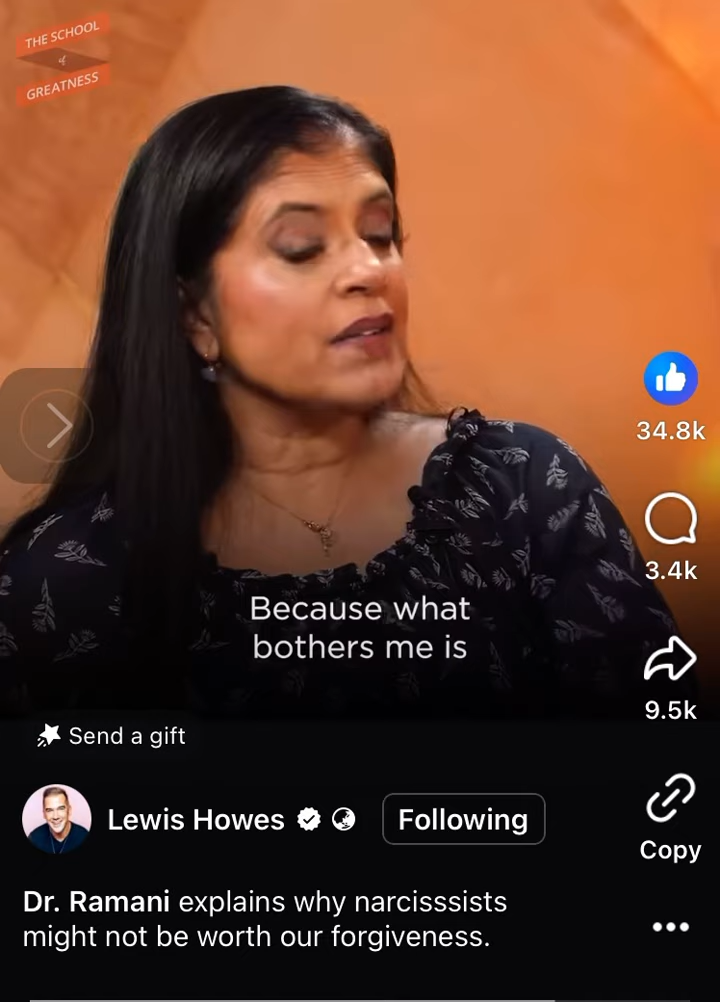 THE SCHOOL
of
GREATNESS
34.8k
3.4k
Because what
bothers me is
9.5k
Send a gift
Lewis Howes
Following
Copy
Dr. Ramani explains why narcisssists
might not be worth our forgiveness.